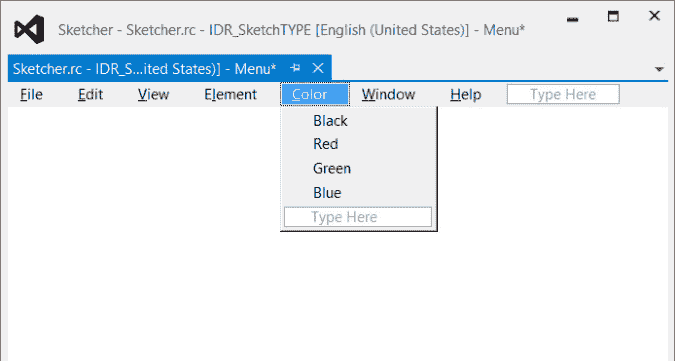 Sketcher - Sketcher.rc - IDR_SketchTYPE [English (United States)] - Menu*
Sketcher.rc - IDR_S...ited States)] - Menu*
File Edit View Element Color Window Help Type Here
Black
Red
Green
Blue
Type Here